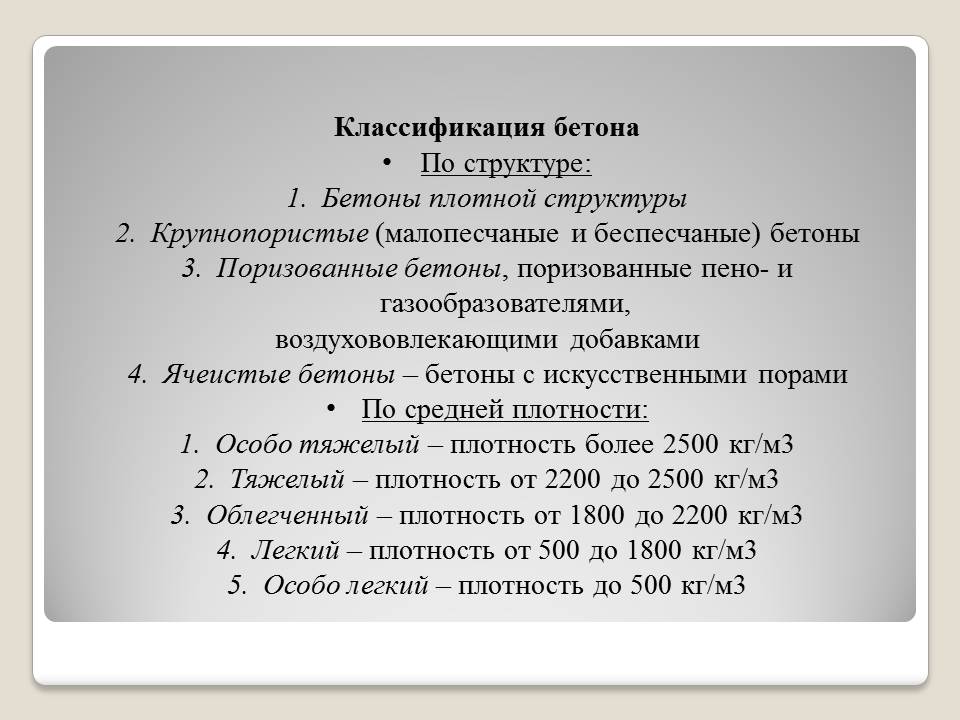 Классификация бетона
• По структуре:
1. Бетоны плотной структуры
2. Крупнопористые (малопесчаные и беспесчаные) бетоны
3. Поризованные бетоны, поризованные пено- и
газообразователями,
воздухововлекающими добавками
4. Ячеистые бетоны – бетоны с искусственными порами
• По средней плотности:
1. Особо тяжелый – плотность более 2500 кг/м3
2. Тяжелый – плотность от 2200 до 2500 кг/м3
3. Облегченный – плотность от 1800 до 2200 кг/м3
4. Легкий – плотность от 500 до 1800 кг/м3
5. Особо легкий – плотность до 500 кг/м3